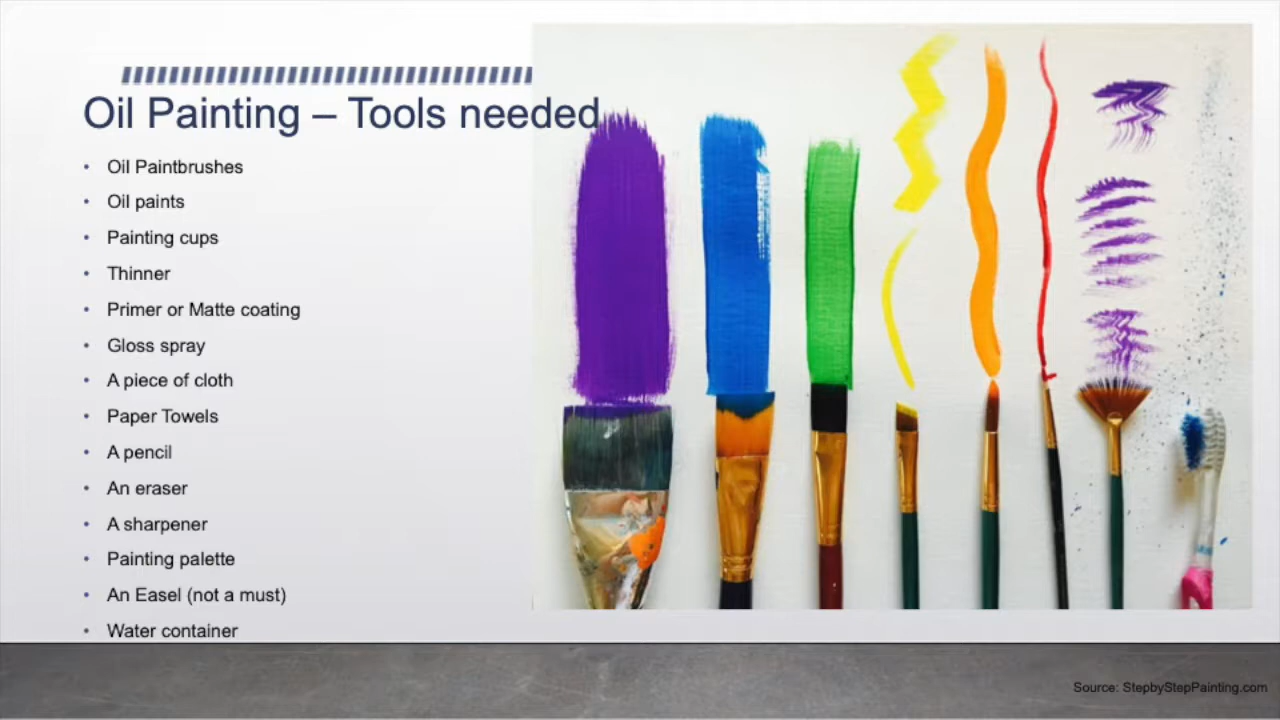 Oil Painting – Tools needed
• Oil Paintbrushes
• Oil paints
• Painting cups
• Thinner
• Primer or Matte coating
• Gloss spray
• A piece of cloth
• Paper Towels
• A pencil
• An eraser
• A sharpener
• Painting palette
• An Easel (not a must)
• Water container
Source: StepbyStepPainting.com